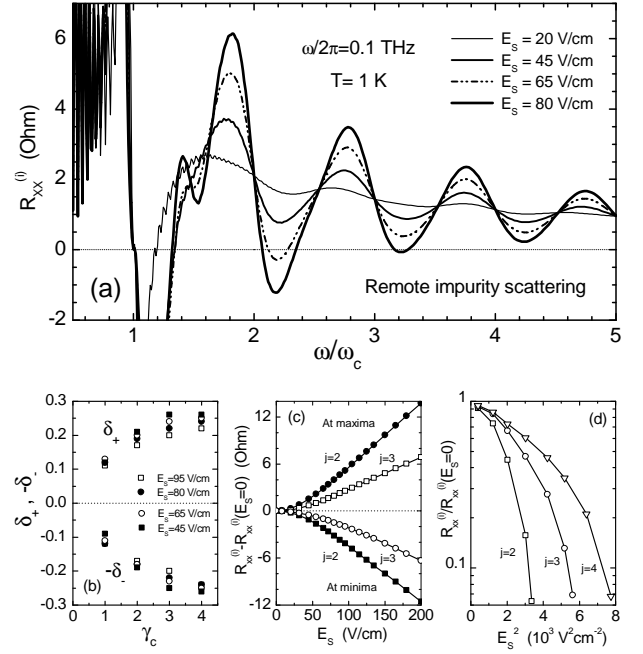 6
4
2
0
-2
R_XX^(i) (Ohm)
ω/2π=0.1 THz
T= 1 K
E_S = 20 V/cm
E_S = 45 V/cm
E_S = 65 V/cm
E_S = 80 V/cm
(a)
Remote impurity scattering
1 2 3 4 5
ω/ω_c
0.3
0.2
0.1
0.0
-0.1
-0.2
-0.3
δ_+ , -δ_-
δ_+
E_S=95 V/cm
E_S=80 V/cm
E_S=65 V/cm
E_S=45 V/cm
-δ_-
(b)
0 1 2 3 4 5
γ_c
12
6
0
-6
-12
R_xx^(i)-R_xx^(i)(E_S=0) (Ohm)
(c)
At maxima
j=2
j=3
j=3
j=2
At minima
0 50 100 150 200
E_S (V/cm)
1
0.1
R_xx^(i)/R_xx^(i)(E_S=0)
(d)
j=2
j=3
j=4
0 2 4 6 8
E_S^2 (10^3 V^2cm^-2)